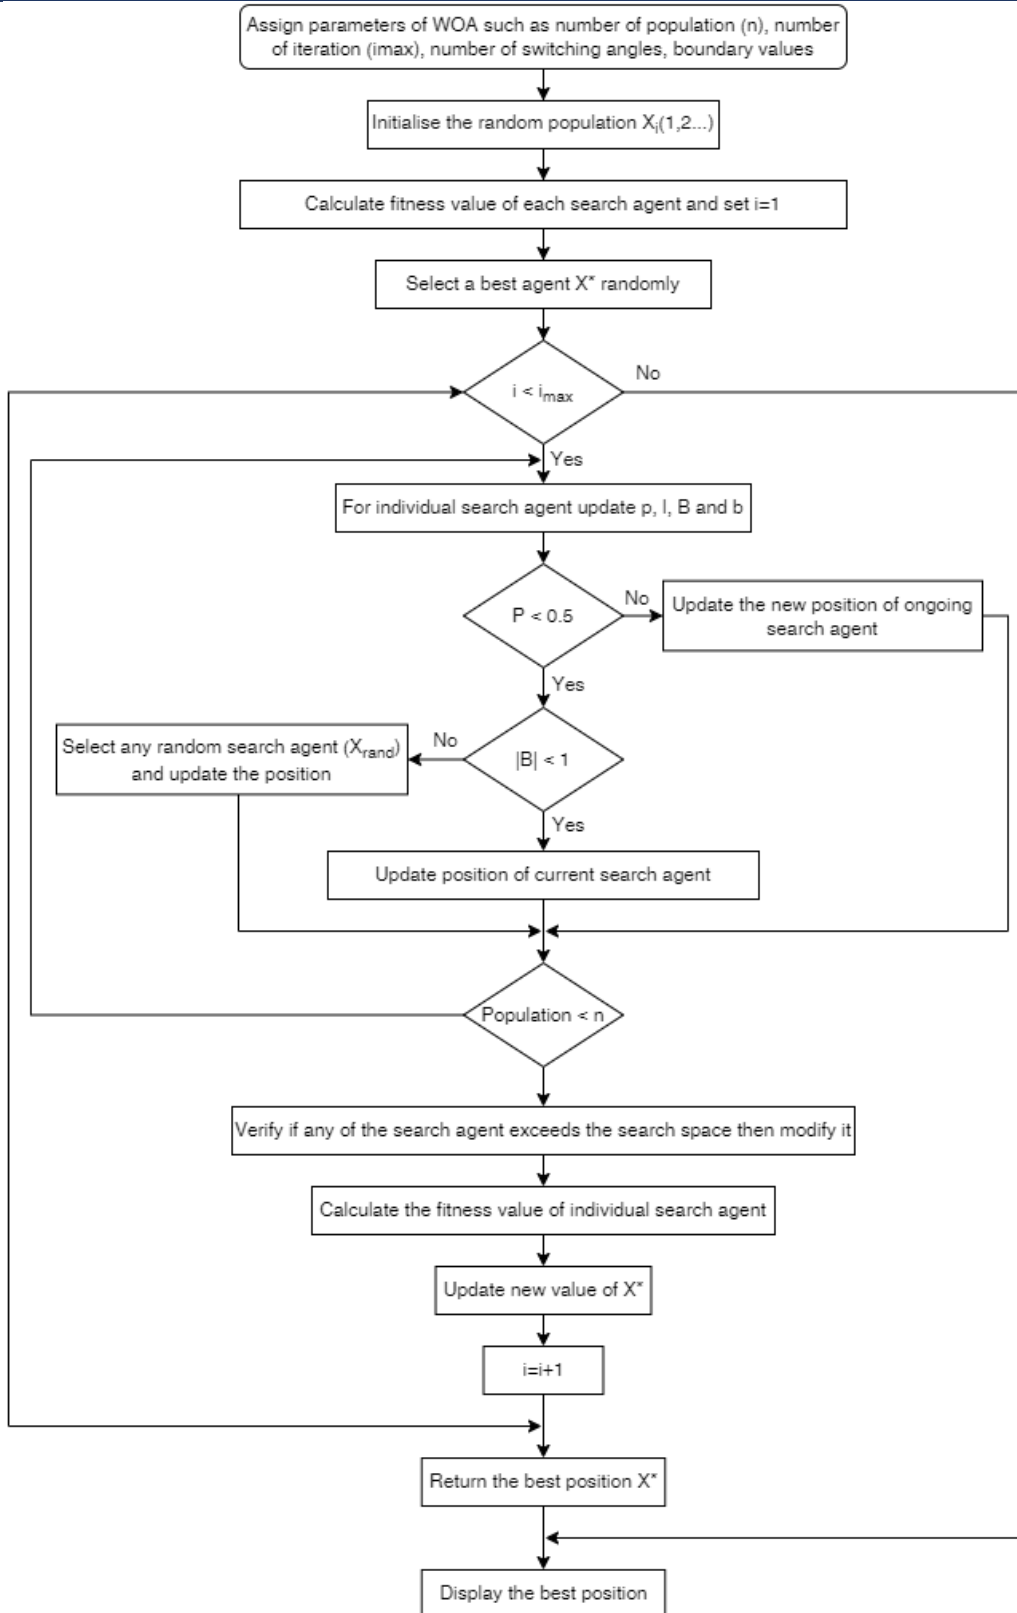 Assign parameters of WOA such as number of population (n), number
of iteration (imax), number of switching angles, boundary values
Initialise the random population Xi(1,2...)
Calculate fitness value of each search agent and set i=1
Select a best agent X* randomly
i < imax
No
Yes
For individual search agent update p, l, B and b
P < 0.5
No
Update the new position of ongoing
search agent
Yes
Select any random search agent (Xrand)
and update the position
No
|B| < 1
Yes
Update position of current search agent
Population < n
Verify if any of the search agent exceeds the search space then modify it
Calculate the fitness value of individual search agent
Update new value of X*
i=i+1
Return the best position X*
Display the best position